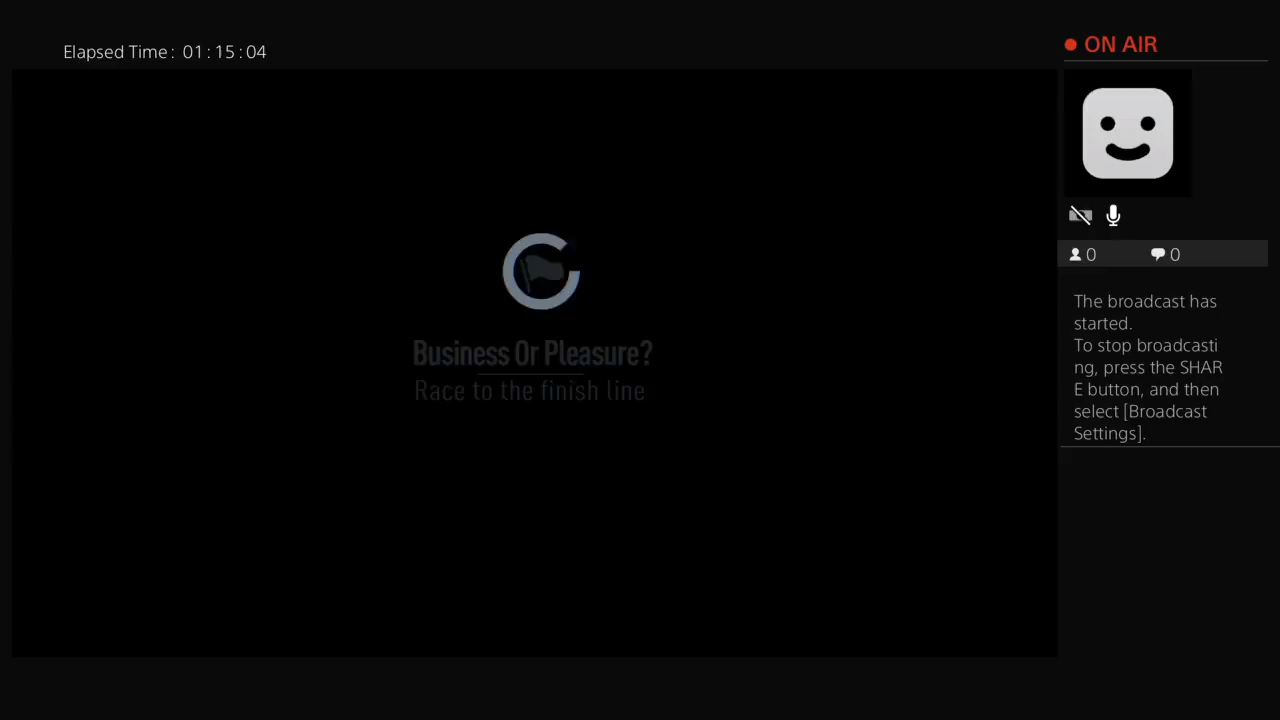 Elapsed Time: 01:15:04
ON AIR
Business Or Pleasure?
Race to the finish line
0
0
The broadcast has
started.
To stop broadcasti
ng, press the SHAR
E button, and then
select [Broadcast
Settings].